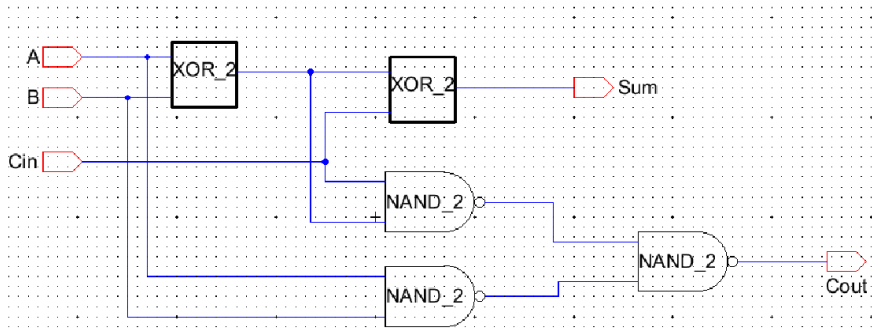 A
XOR_2
XOR_2
B
Sum
Cin
NAND_2
NAND_2
NAND_2
Cout